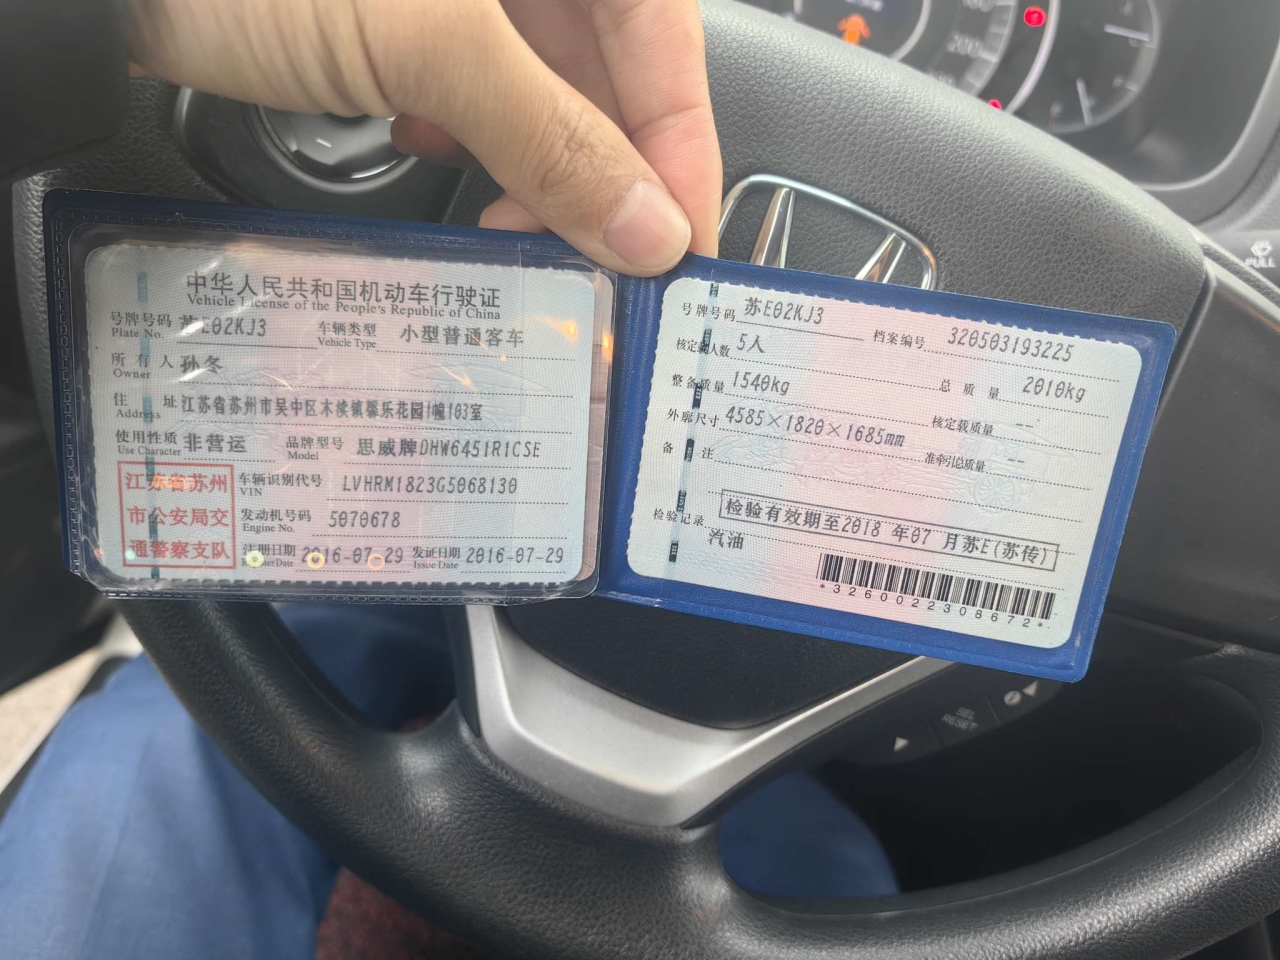 中华人民共和国机动车行驶证
Vehicle License of the People's Republic of China
号牌号码 苏E02KJ3 车辆类型 小型普通客车
Plate No. Vehicle Type
所有人 孙冬
Owner
住址 江苏省苏州市吴中区木渎镇馨乐花园1幢103室
Address
使用性质 非营运 品牌型号 思威牌DHW6451R1CSE
Use Character Model
江苏省苏州
市公安局交
通警察支队
车辆识别代号 LVHRM1823G5068130
VIN
发动机号码 5070678
Engine No.
注册日期 2016-07-29 发证日期 2016-07-29
Register Date Issue Date
号牌号码 苏E02KJ3 档案编号 320503193225
核定载人数 5人 总质量 2010kg
整备质量 1540kg 核定载质量 --
外廓尺寸 4585×1820×1685mm 准牵引总质量 --
备注
检验有效期至2018 年07 月苏E(苏传)
检验记录
汽油
*3260022308672*
200
PULL
SEL
RESET